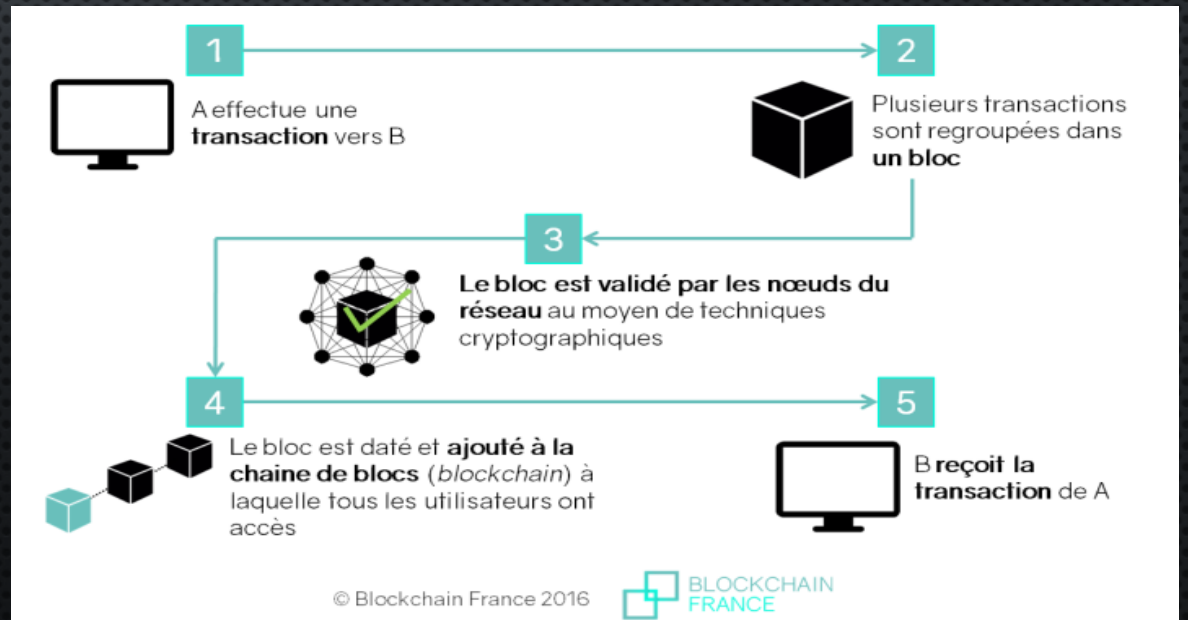 1
2
A effectue une
transaction vers B
Plusieurs transactions
sont regroupées dans
un bloc
3
Le bloc est validé par les nœuds du
réseau au moyen de techniques
cryptographiques
4
5
Le bloc est daté et ajouté à la
chaine de blocs (blockchain) à
laquelle tous les utilisateurs ont
accès
B reçoit la
transaction de A
© Blockchain France 2016
BLOCKCHAIN
FRANCE